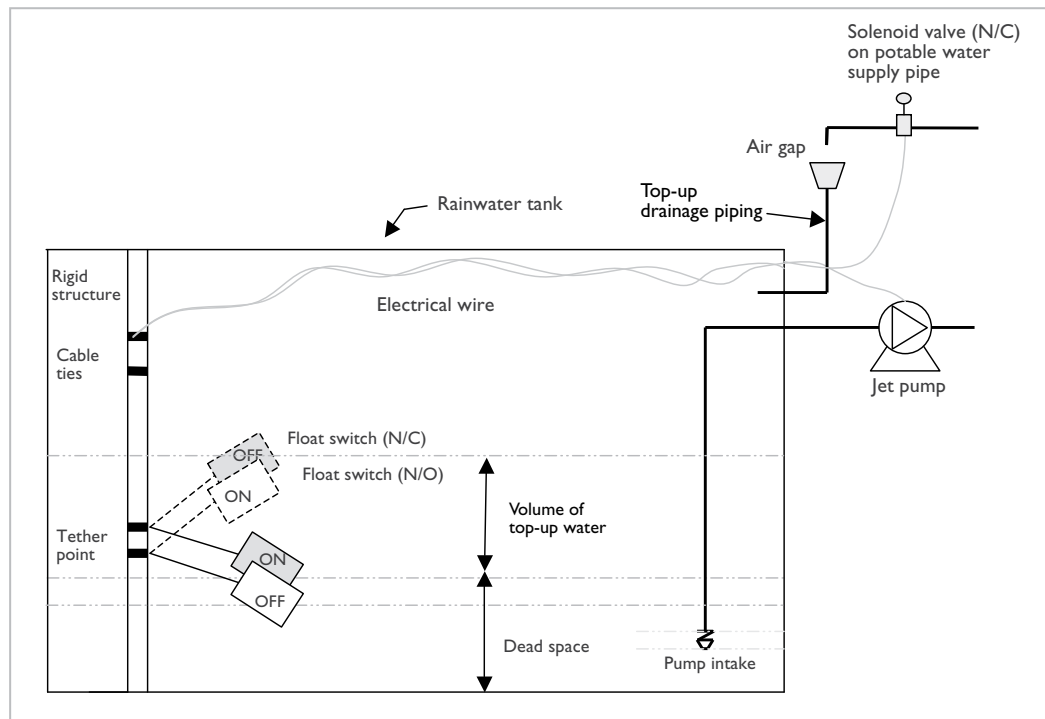 Solenoid valve (N/C)
on potable water
supply pipe
Air gap
Top-up
drainage piping
Rainwater tank
Rigid
structure
Electrical wire
Cable
ties
Jet pump
Float switch (N/C)
OFF
Float switch (N/O)
ON
Volume of
top-up water
Tether
point
ON
OFF
Dead space
Pump intake